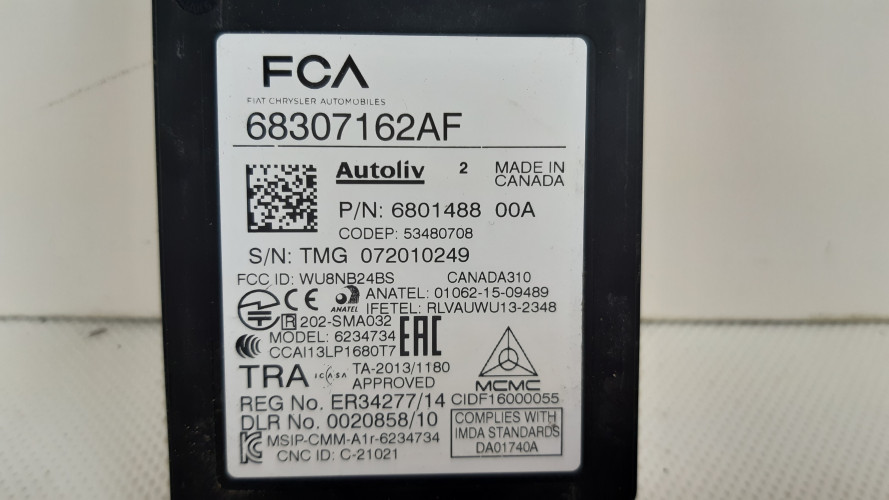 FCA
FIAT CHRYSLER AUTOMOBILES
68307162AF
Autoliv 2 MADE IN CANADA
P/N: 6801488 00A
CODEP: 53480708
S/N: TMG 072010249
FCC ID: WU8NB24BS CANADA310
CE ANATEL ANATEL: 01062-15-09489
IFETEL: RLVAUWU13-2348
R 202-SMA032
MODEL: 6234734 EAC
CCAI13LP1680T7
TRA ICASA TA-2013/1180
APPROVED MCMC
REG No. ER34277/14 CIDF16000055
DLR No. 0020858/10 COMPLIES WITH
IMDA STANDARDS
DA01740A
MSIP-CMM-A1r-6234734
CNC ID: C-21021